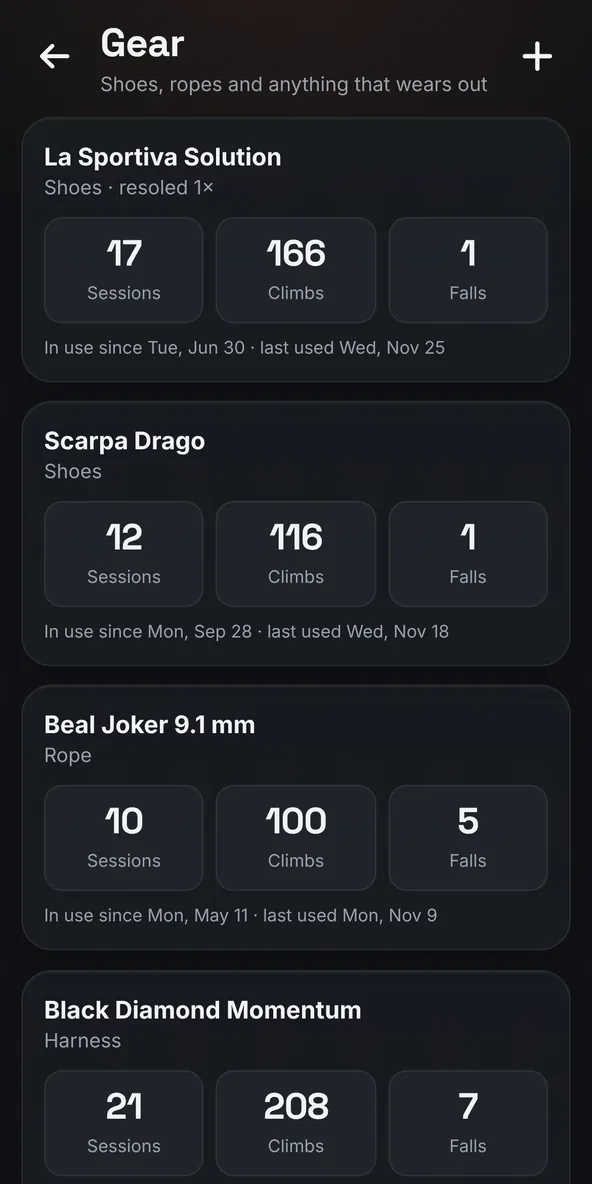 Gear
Shoes, ropes and anything that wears out
La Sportiva Solution
Shoes · resoled 1×
17
166
1
Sessions
Climbs
Falls
In use since Tue, Jun 30 · last used Wed, Nov 25
Scarpa Drago
Shoes
12
116
1
Sessions
Climbs
Falls
In use since Mon, Sep 28 · last used Wed, Nov 18
Beal Joker 9.1 mm
Rope
10
100
5
Sessions
Climbs
Falls
In use since Mon, May 11 · last used Mon, Nov 9
Black Diamond Momentum
Harness
21
208
7
Sessions
Climbs
Falls